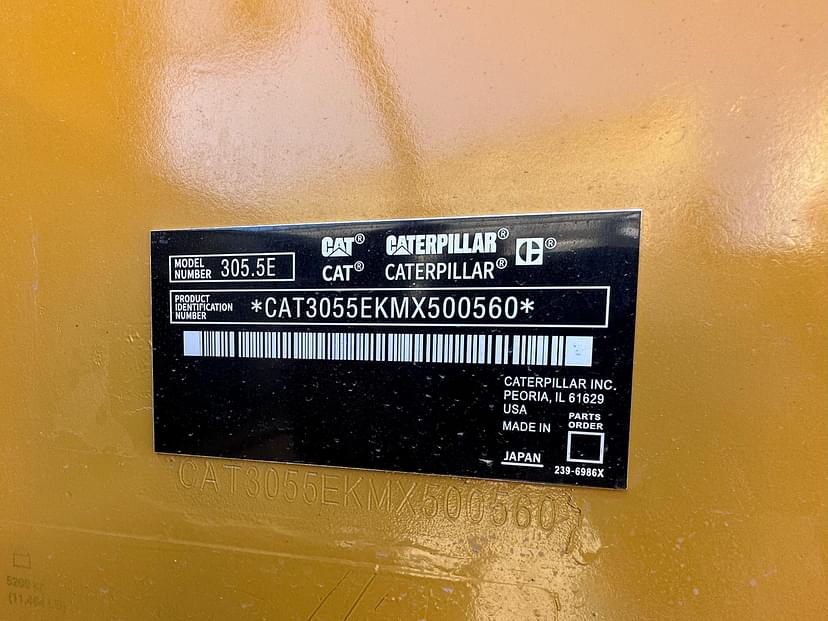 CAT® CATERPILLAR® C®
MODEL NUMBER 305.5E CAT® CATERPILLAR®
PRODUCT
IDENTIFICATION
NUMBER
*CAT3055EKMX500560*
CATERPILLAR INC.
PEORIA, IL 61629
USA
MADE IN
JAPAN
PARTS
ORDER
239-6986X
*CAT3055EKMX500560*
5200